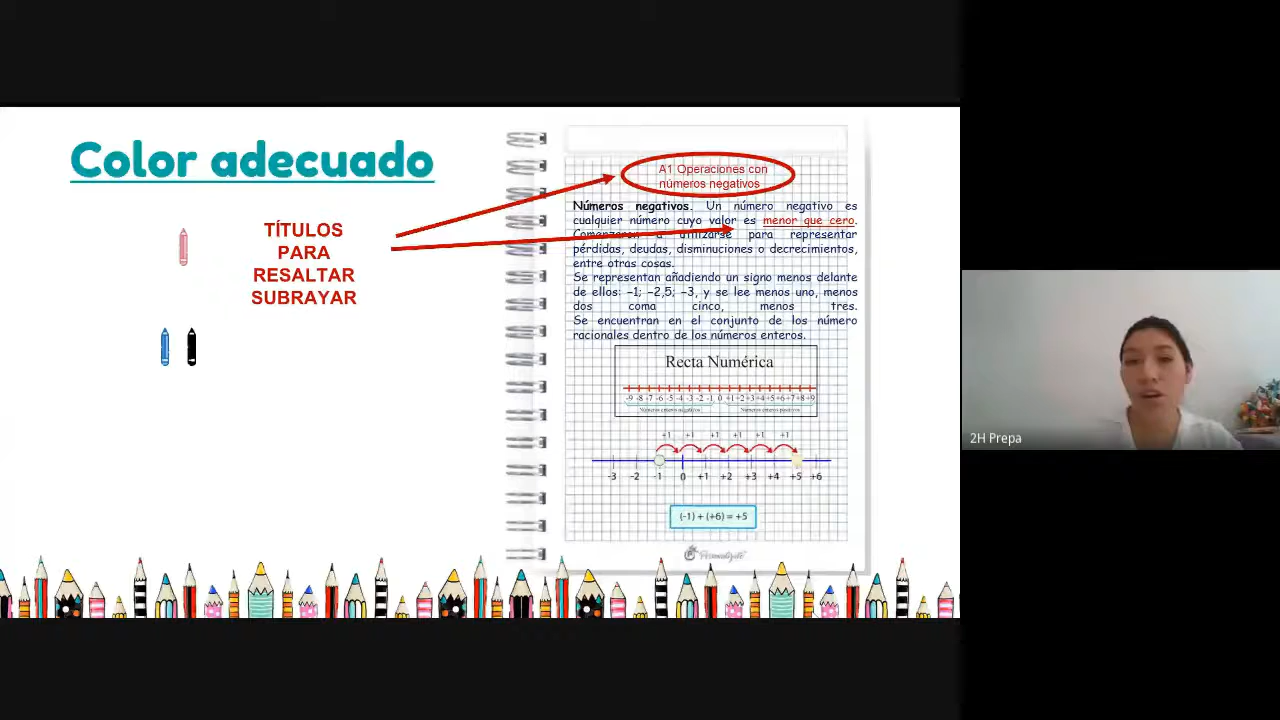 Color adecuado
TÍTULOS
PARA
RESALTAR
SUBRAYAR
A1 Operaciones con
números negativos
Números negativos. Un número negativo es
cualquier número cuyo valor es menor que cero.
Comenzaron a utilizarse para representar
pérdidas, deudas, disminuciones o decrecimientos,
entre otras cosas.
Se representan añadiendo un signo menos delante
de ellos: –1; –2,5; –3, y se lee menos uno, menos
dos coma cinco, menos tres.
Se encuentran en el conjunto de los número
racionales dentro de los números enteros.
Recta Numérica
-9 -8 -7 -6 -5 -4 -3 -2 -1 0 +1 +2 +3 +4 +5 +6 +7 +8 +9
Números enteros negativos Números enteros positivos
+1 +1 +1 +1 +1 +1
-3 -2 -1 0 +1 +2 +3 +4 +5 +6
(-1) + (+6) = +5
2H Prepa